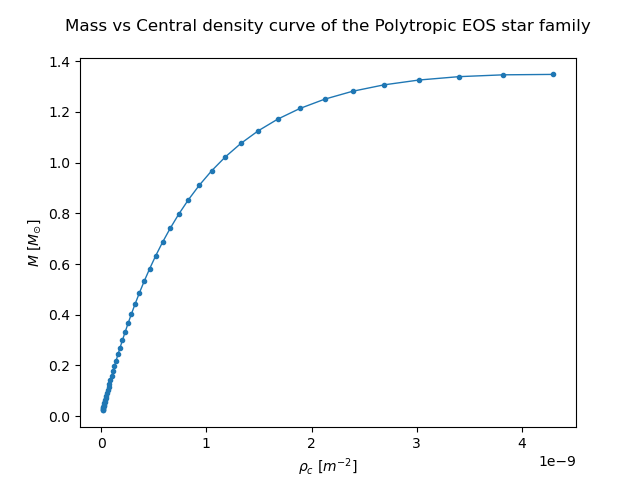 Mass vs Central density curve of the Polytropic EOS star family
1.4
1.2
1.0
0.8
0.6
0.4
0.2
0.0
M [M☉]
0 1 2 3 4
1e−9
ρc [m⁻²]